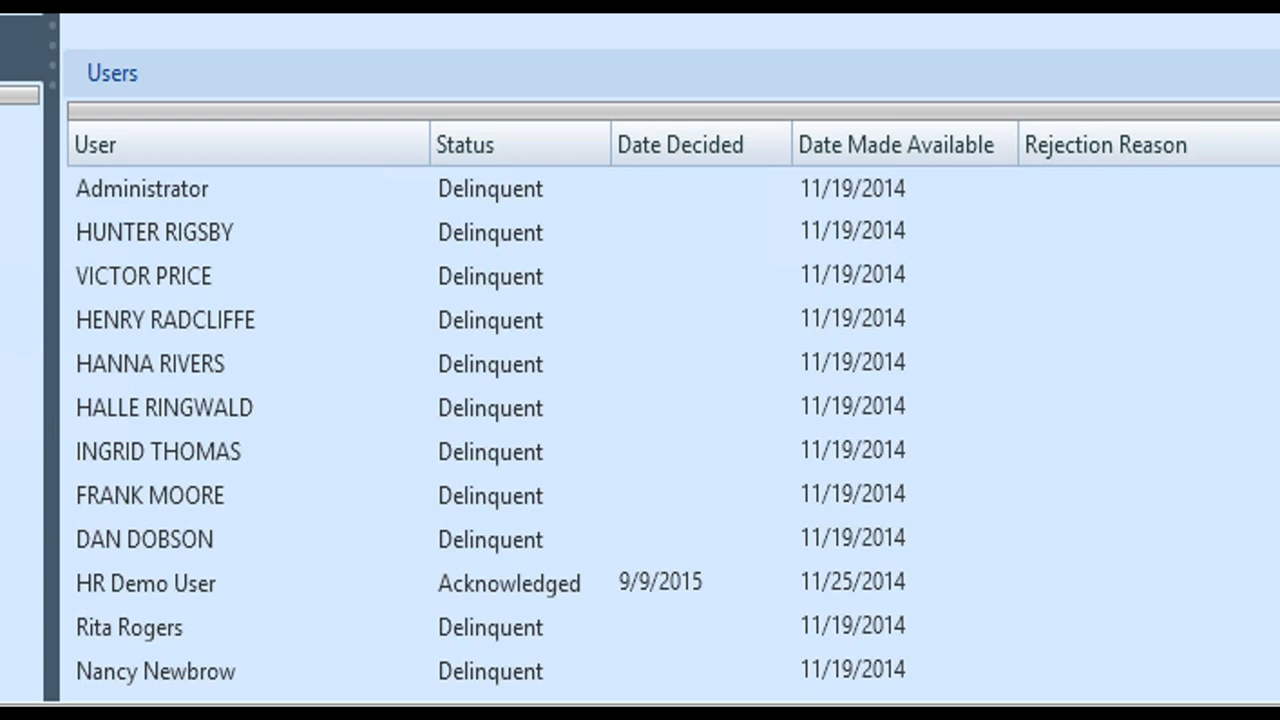 Users
User Status Date Decided Date Made Available Rejection Reason
Administrator Delinquent 11/19/2014
HUNTER RIGSBY Delinquent 11/19/2014
VICTOR PRICE Delinquent 11/19/2014
HENRY RADCLIFFE Delinquent 11/19/2014
HANNA RIVERS Delinquent 11/19/2014
HALLE RINGWALD Delinquent 11/19/2014
INGRID THOMAS Delinquent 11/19/2014
FRANK MOORE Delinquent 11/19/2014
DAN DOBSON Delinquent 11/19/2014
HR Demo User Acknowledged 9/9/2015 11/25/2014
Rita Rogers Delinquent 11/19/2014
Nancy Newbrow Delinquent 11/19/2014